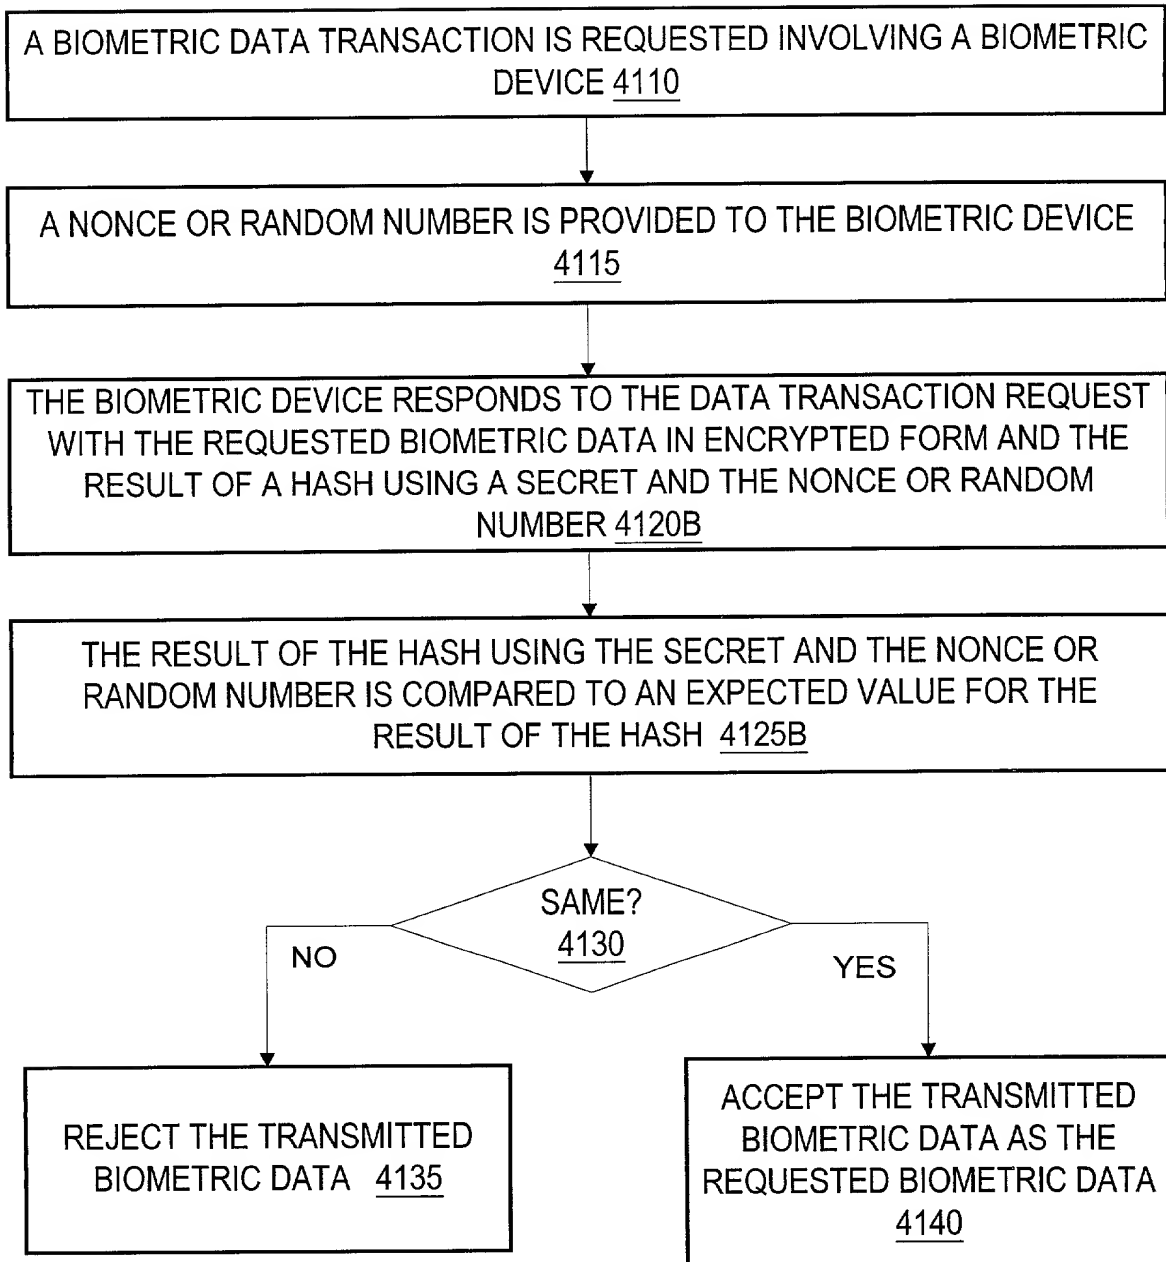 A BIOMETRIC DATA TRANSACTION IS REQUESTED INVOLVING A BIOMETRIC
DEVICE 4110
A NONCE OR RANDOM NUMBER IS PROVIDED TO THE BIOMETRIC DEVICE
4115
THE BIOMETRIC DEVICE RESPONDS TO THE DATA TRANSACTION REQUEST
WITH THE REQUESTED BIOMETRIC DATA IN ENCRYPTED FORM AND THE
RESULT OF A HASH USING A SECRET AND THE NONCE OR RANDOM
NUMBER 4120B
THE RESULT OF THE HASH USING THE SECRET AND THE NONCE OR
RANDOM NUMBER IS COMPARED TO AN EXPECTED VALUE FOR THE
RESULT OF THE HASH 4125B
SAME?
4130
NO
YES
REJECT THE TRANSMITTED
BIOMETRIC DATA 4135
ACCEPT THE TRANSMITTED
BIOMETRIC DATA AS THE
REQUESTED BIOMETRIC DATA
4140